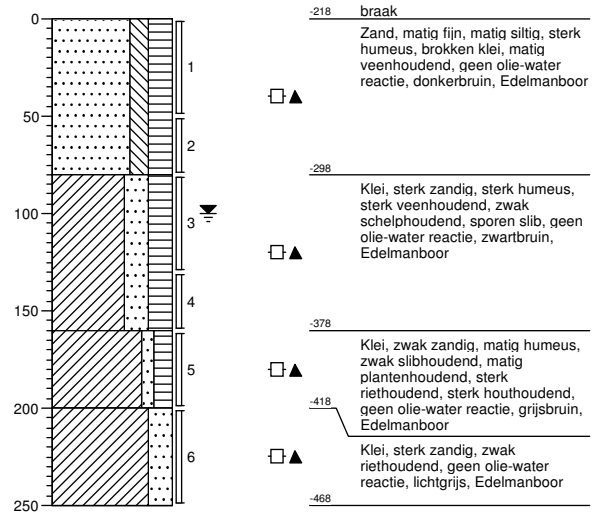 0
50
100
150
200
250
1
2
3
4
5
6
-218
braak
Zand, matig fijn, matig siltig, sterk
humeus, brokken klei, matig
veenhoudend, geen olie-water
reactie, donkerbruin, Edelmanboor
-298
Klei, sterk zandig, sterk humeus,
sterk veenhoudend, zwak
schelphoudend, sporen slib, geen
olie-water reactie, zwartbruin,
Edelmanboor
-378
Klei, zwak zandig, matig humeus,
zwak slibhoudend, matig
plantenhoudend, sterk
riethoudend, sterk houthoudend,
geen olie-water reactie, grijsbruin,
Edelmanboor
-418
Klei, sterk zandig, zwak
riethoudend, geen olie-water
reactie, lichtgrijs, Edelmanboor
-468